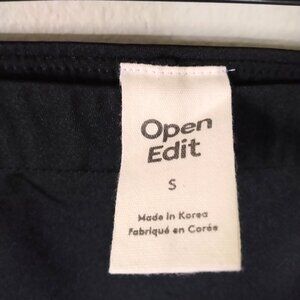 Open
Edit
S
Made in Korea
Fabriqué en Corée